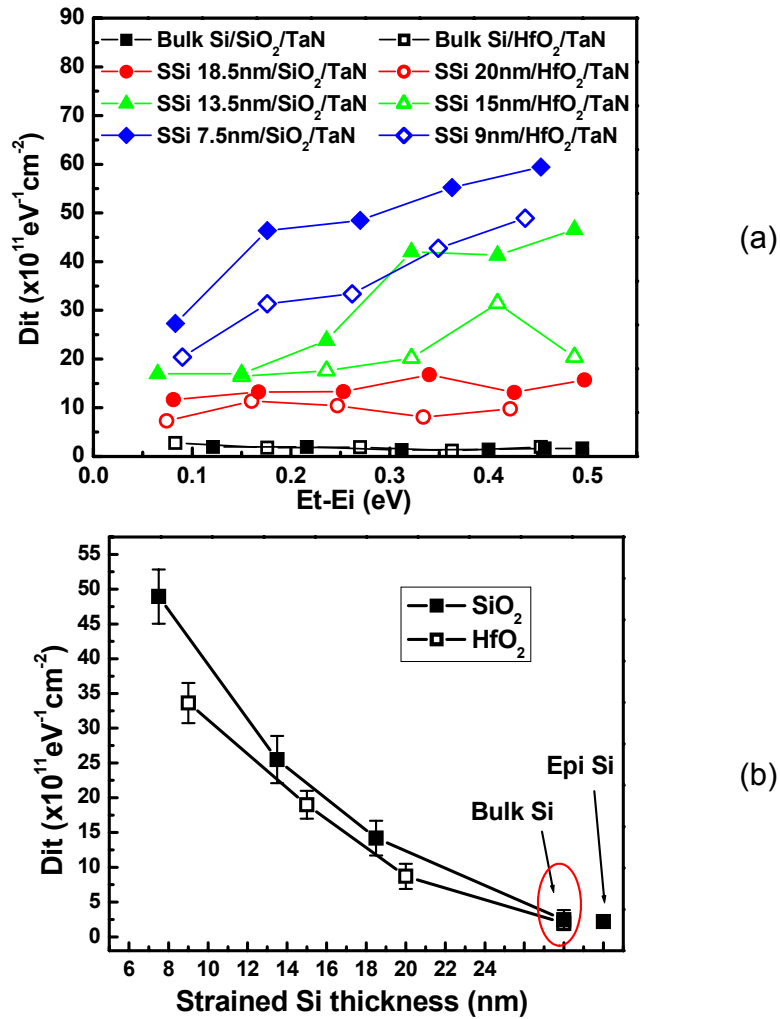 90
80
70
60
50
40
30
20
10
0
Dit (x10¹¹eV⁻¹cm⁻²)
Bulk Si/SiO₂/TaN
SSi 18.5nm/SiO₂/TaN
SSi 13.5nm/SiO₂/TaN
SSi 7.5nm/SiO₂/TaN
Bulk Si/HfO₂/TaN
SSi 20nm/HfO₂/TaN
SSi 15nm/HfO₂/TaN
SSi 9nm/HfO₂/TaN
0.0 0.1 0.2 0.3 0.4 0.5
Et-Ei (eV)
(a)
55
50
45
40
35
30
25
20
15
10
5
0
Dit (x10¹¹eV⁻¹cm⁻²)
SiO₂
HfO₂
Epi Si
Bulk Si
6 8 10 12 14 16 18 20 22 24
Strained Si thickness (nm)
(b)